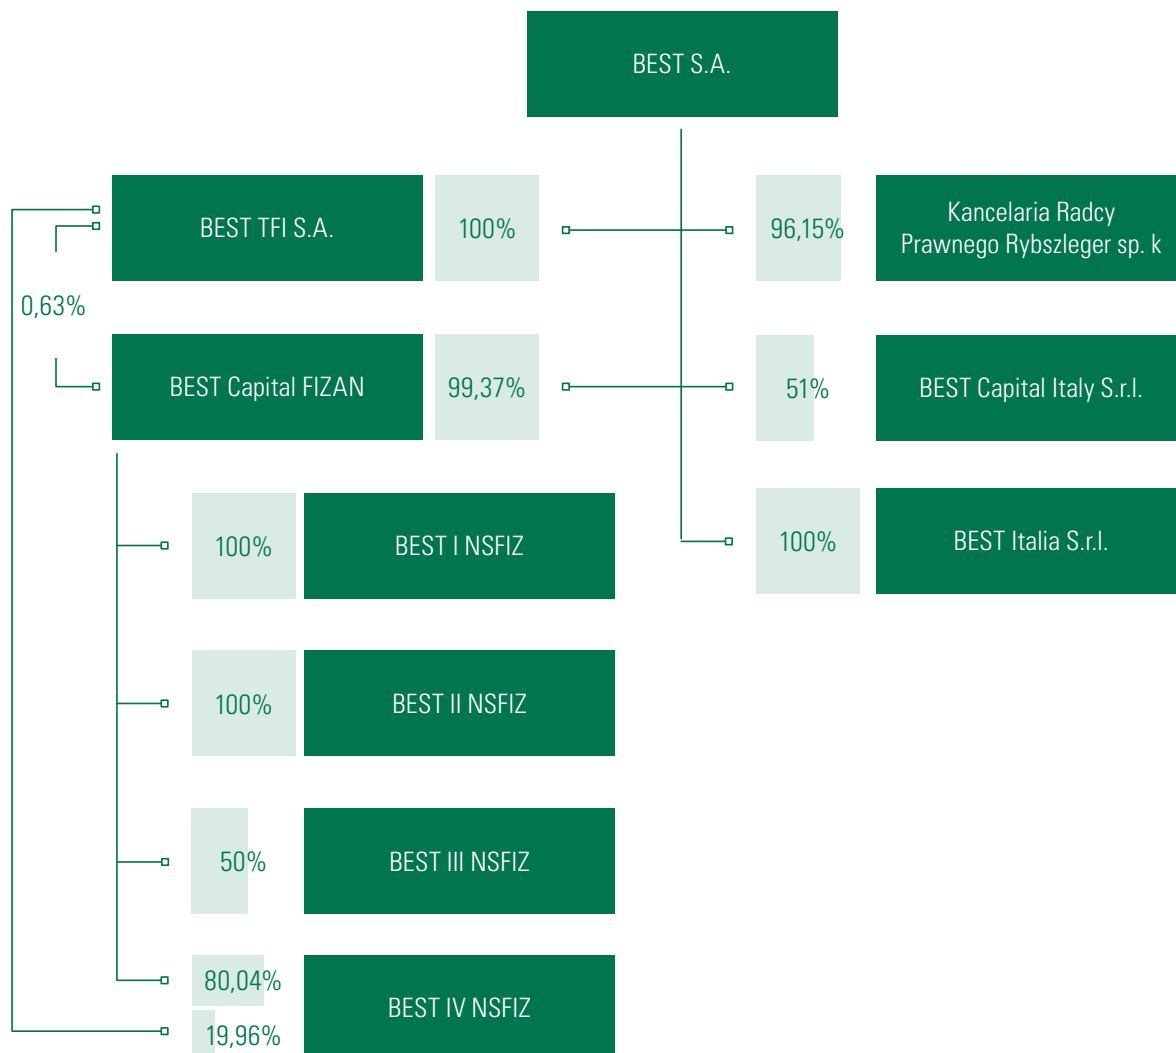 BEST S.A.
BEST TFI S.A.
100%
96,15%
Kancelaria Radcy
Prawnego Rybszleger sp. k
0,63%
BEST Capital FIZAN
99,37%
51%
BEST Capital Italy S.r.l.
100%
BEST I NSFIZ
100%
BEST Italia S.r.l.
100%
BEST II NSFIZ
50%
BEST III NSFIZ
80,04%
BEST IV NSFIZ
19,96%